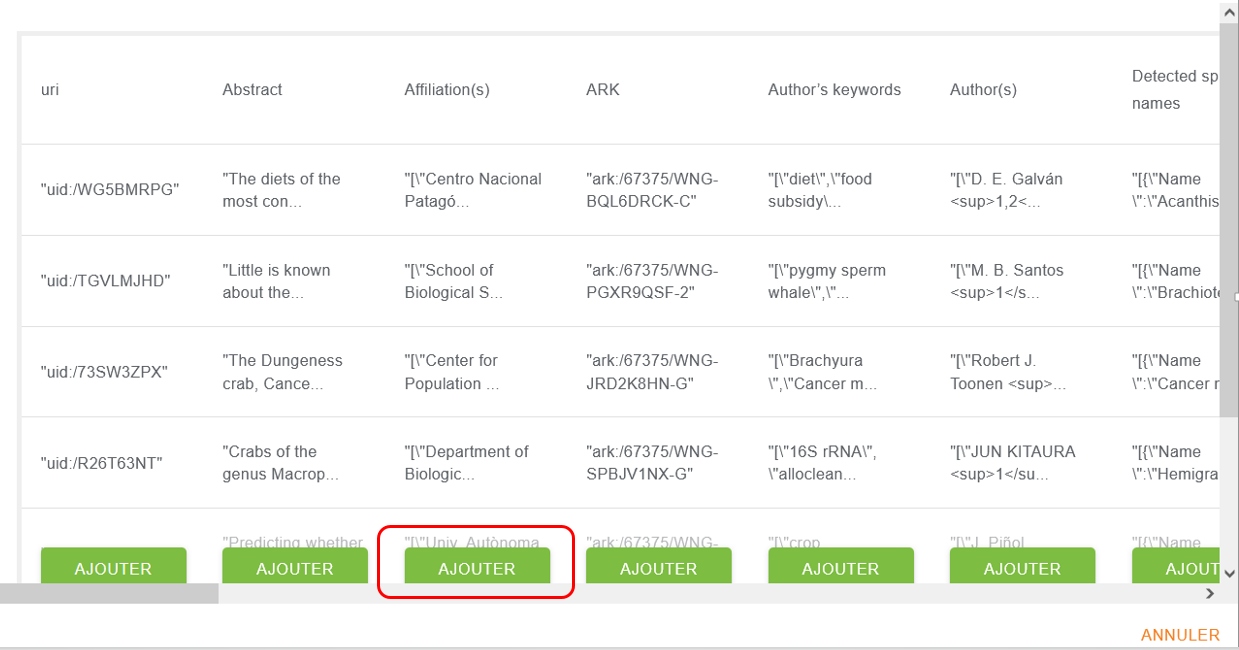 uri Abstract Affiliation(s) ARK Author's keywords Author(s) Detected sp
names
"uid:/WG5BMRPG" "The diets of the "[\"Centro Nacional "ark:/67375/WNG- "[\"diet\",\"food "[\"D. E. Galván "[{\"Name
most con... Patagó... BQL6DRCK-C" subsidy\... <sup>1,2<... \":\"Acanthis
"uid:/TGVLMJHD" "Little is known "[\"School of "ark:/67375/WNG- "[\"pygmy sperm "[\"M. B. Santos "[{\"Name
about the... Biological S... PGXR9QSF-2" whale\",\"... <sup>1</s... \":\"Brachiote
"uid:/73SW3ZPX" "The Dungeness "[\"Center for "ark:/67375/WNG- "[\"Brachyura "[\"Robert J. "[{\"Name
crab, Cance... Population ... JRD2K8HN-G" \",\"Cancer m... Toonen <sup>... \":\"Cancer r
"uid:/R26T63NT" "Crabs of the "[\"Department of "ark:/67375/WNG- "[\"16S rRNA\", "[\"JUN KITAURA "[{\"Name
genus Macrop... Biologic... SPBJV1NX-G" \"alloclean... <sup>1</su... \":\"Hemigra
"Predicting whether "[\"Univ. Autònoma "ark:/67375/WNG- "[\"crop "[\"J. Piñol "[{\"Name
AJOUTER AJOUTER AJOUTER AJOUTER AJOUTER AJOUTER AJOUT
ANNULER